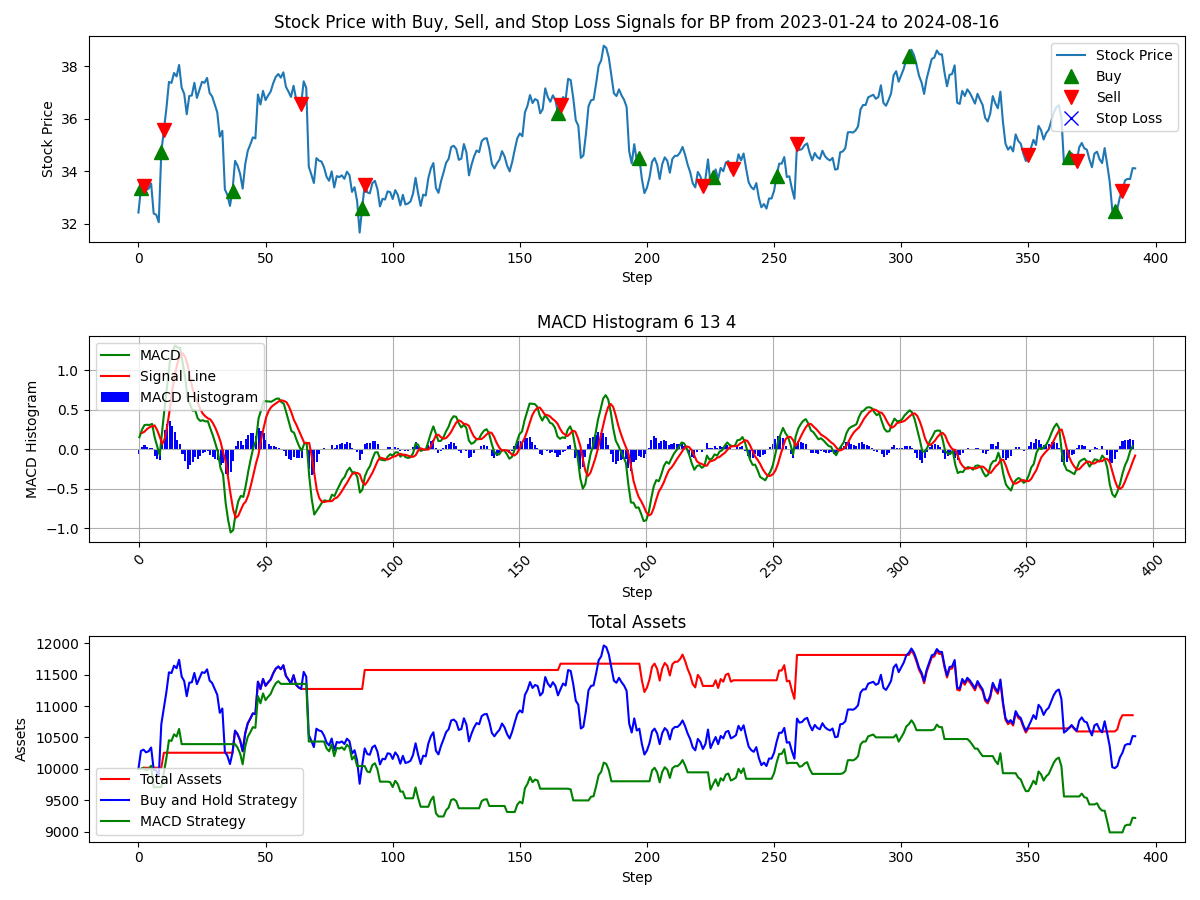 Stock Price with Buy, Sell, and Stop Loss Signals for BP from 2023-01-24 to 2024-08-16
Stock Price
38
36
34
32
Stock Price
Buy
Sell
Stop Loss
0 50 100 150 200 250 300 350 400
Step
MACD Histogram 6 13 4
MACD Histogram
1.0
0.5
0.0
−0.5
−1.0
MACD
Signal Line
MACD Histogram
0 50 100 150 200 250 300 350 400
Step
Total Assets
Assets
12000
11500
11000
10500
10000
9500
9000
Total Assets
Buy and Hold Strategy
MACD Strategy
0 50 100 150 200 250 300 350 400
Step